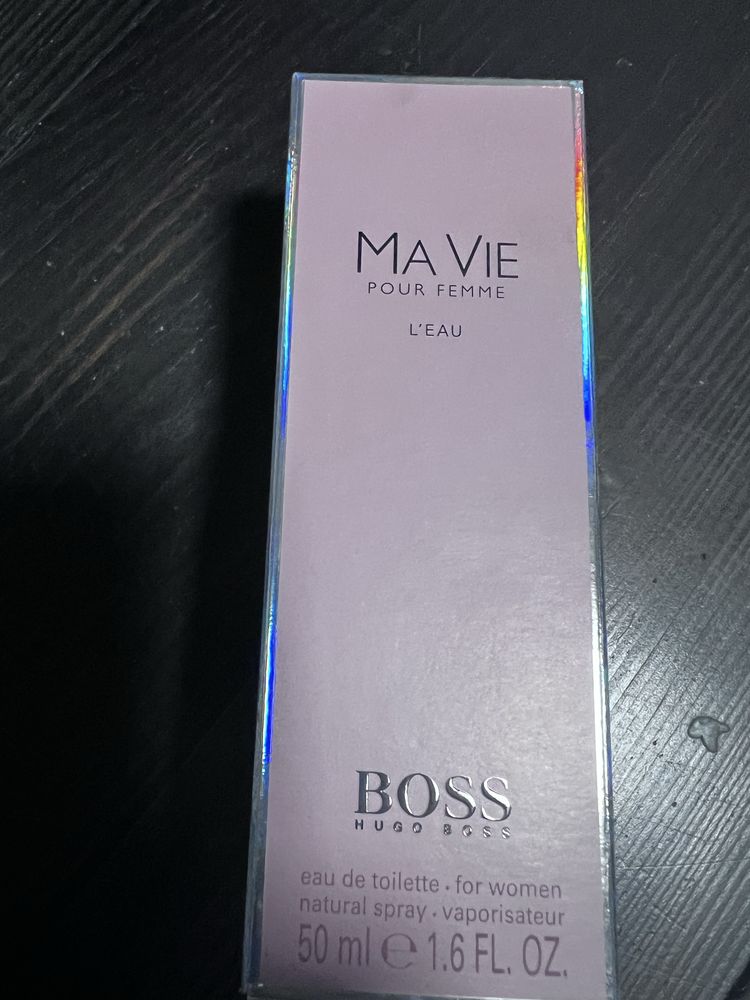 MA VIE
POUR FEMME
L'EAU
BOSS
HUGO BOSS
eau de toilette · for women
natural spray · vaporisateur
50 ml ℮ 1.6 FL. OZ.